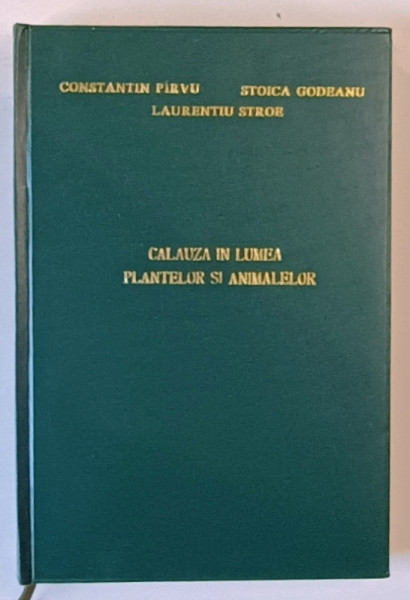 CONSTANTIN PÎRVU STOICA GODEANU
LAURENTIU STROE
CALAUZA IN LUMEA
PLANTELOR SI ANIMALELOR